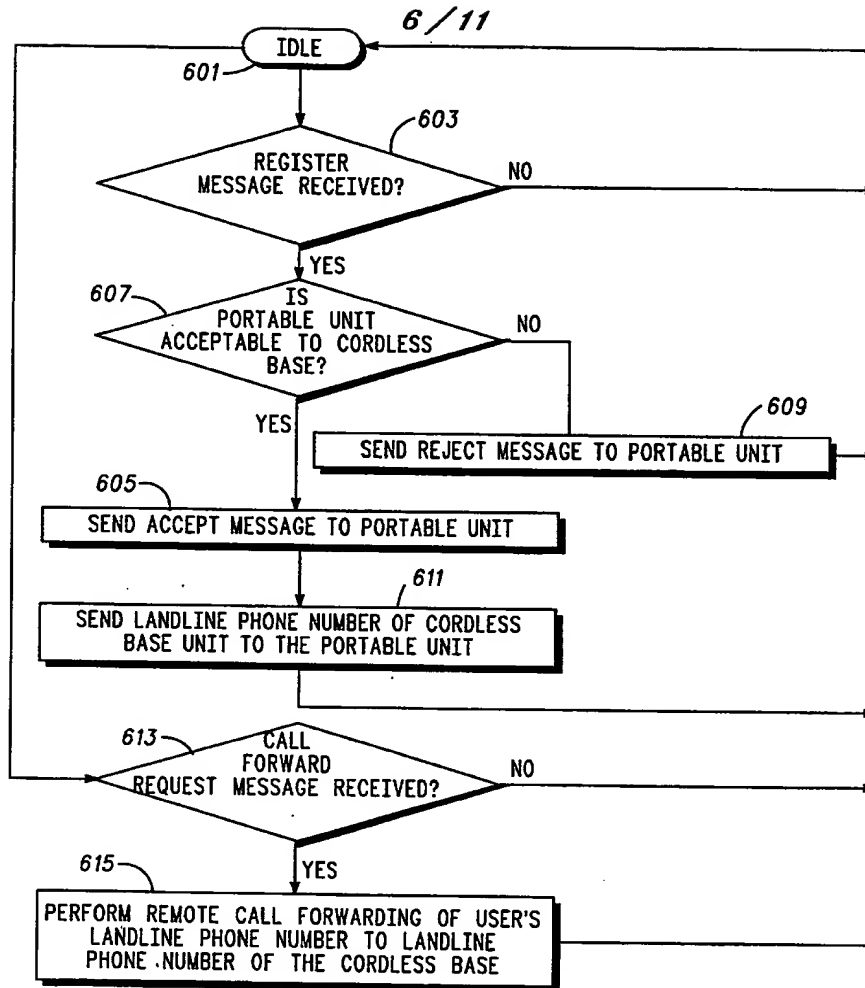 6/11
IDLE
601
603
REGISTER
MESSAGE RECEIVED?
NO
YES
607
IS
PORTABLE UNIT
ACCEPTABLE TO CORDLESS
BASE?
NO
YES
609
SEND REJECT MESSAGE TO PORTABLE UNIT
605
SEND ACCEPT MESSAGE TO PORTABLE UNIT
611
SEND LANDLINE PHONE NUMBER OF CORDLESS
BASE UNIT TO THE PORTABLE UNIT
613
CALL
FORWARD
REQUEST MESSAGE RECEIVED?
NO
YES
615
PERFORM REMOTE CALL FORWARDING OF USER'S
LANDLINE PHONE NUMBER TO LANDLINE
PHONE NUMBER OF THE CORDLESS BASE